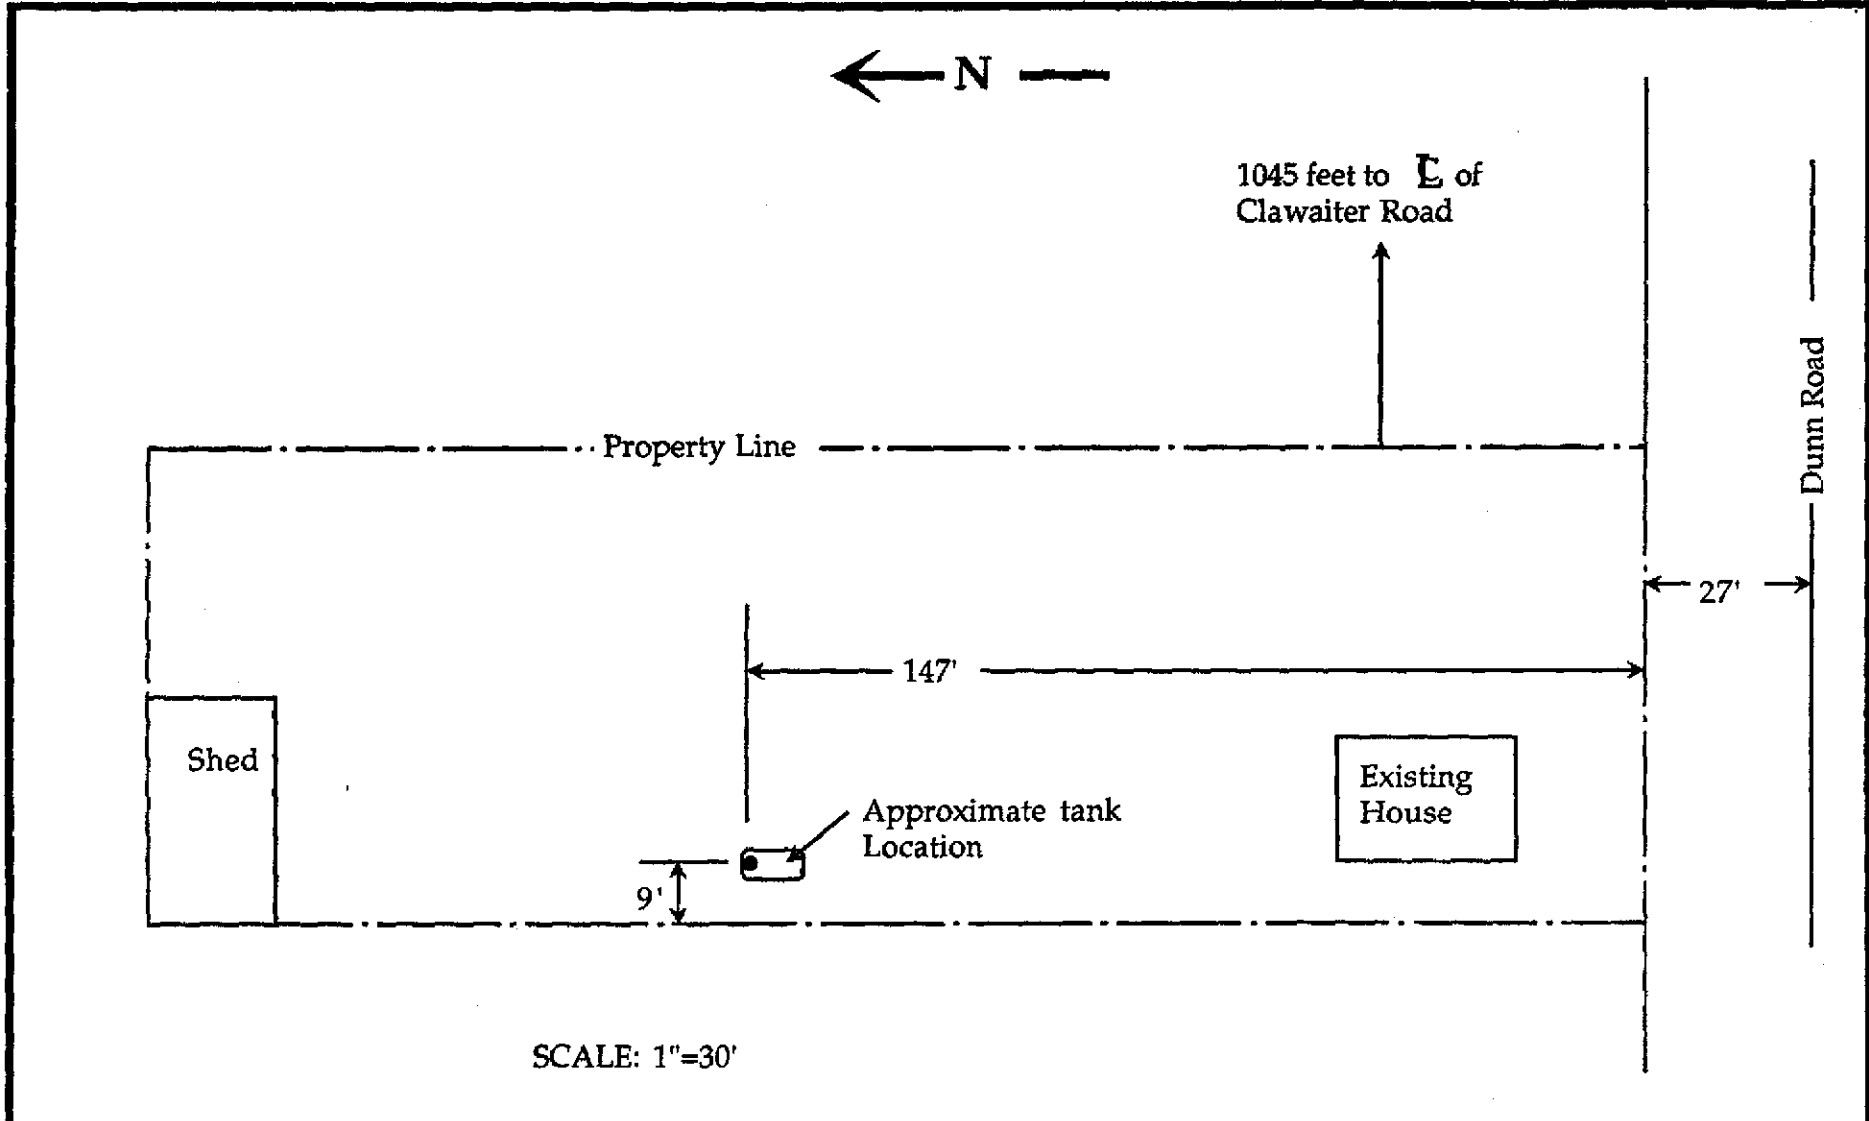 N
1045 feet to ℄ of
Clawaiter Road
Dunn Road
Property Line
27'
147'
Shed
Existing
House
Approximate tank
Location
9'
SCALE: 1"=30'